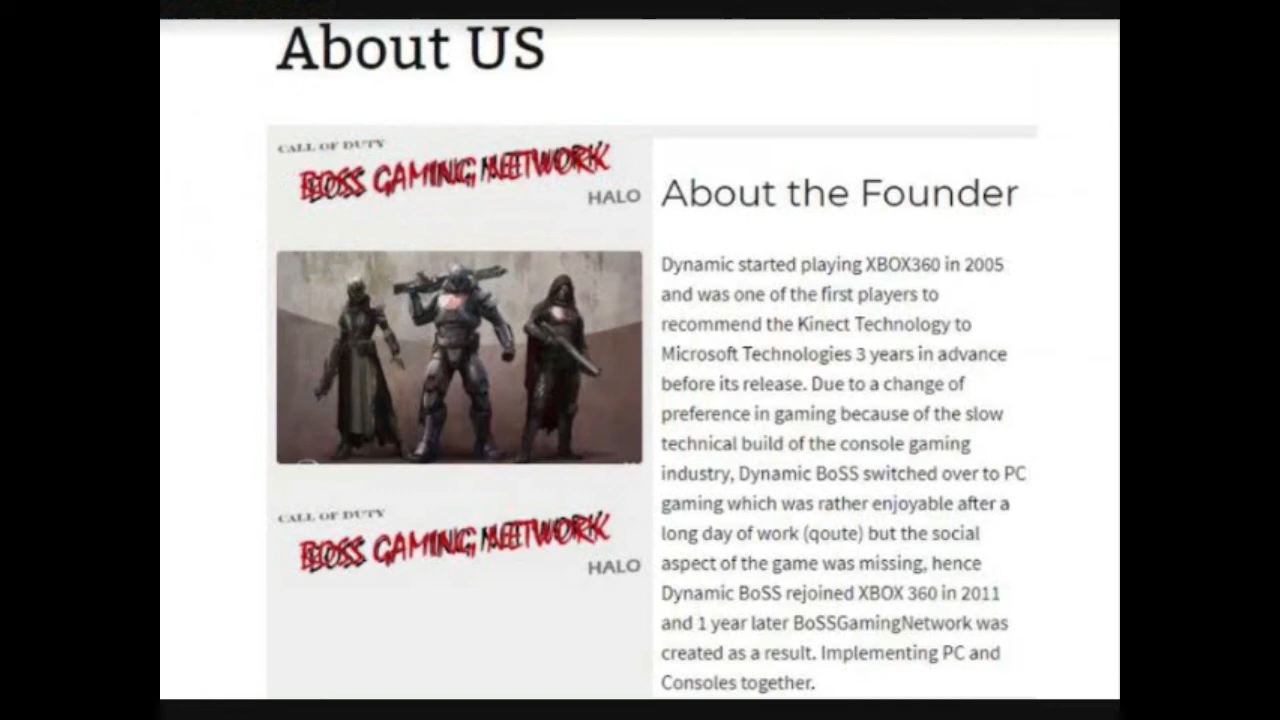 About US
CALL OF DUTY
BOSS GAMING NETWORK
HALO
About the Founder
Dynamic started playing XBOX360 in 2005
and was one of the first players to
recommend the Kinect Technology to
Microsoft Technologies 3 years in advance
before its release. Due to a change of
preference in gaming because of the slow
technical build of the console gaming
industry, Dynamic BoSS switched over to PC
gaming which was rather enjoyable after a
long day of work (qoute) but the social
aspect of the game was missing, hence
Dynamic BoSS rejoined XBOX 360 in 2011
and 1 year later BoSSGamingNetwork was
created as a result. Implementing PC and
Consoles together.
CALL OF DUTY
BOSS GAMING NETWORK
HALO